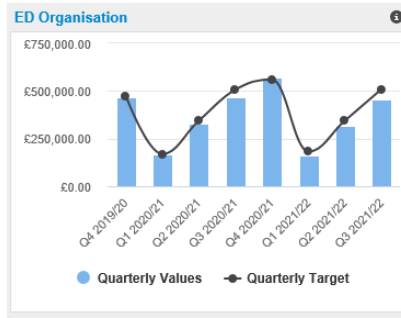 ED Organisation
£750,000.00
£500,000.00
£250,000.00
£0.00
Q4 2019/20
Q1 2020/21
Q2 2020/21
Q3 2020/21
Q4 2020/21
Q1 2021/22
Q2 2021/22
Q3 2021/22
Quarterly Values
Quarterly Target